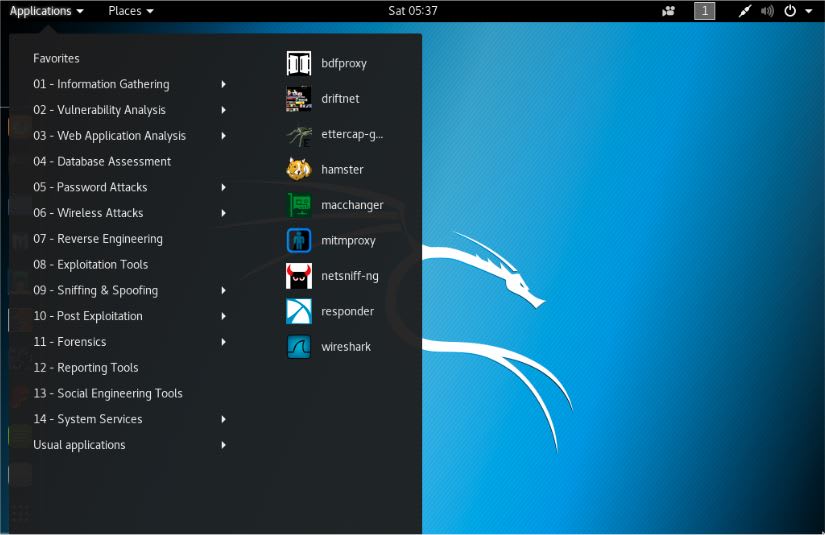 Applications Places Sat 05:37 1
Favorites
01 - Information Gathering
02 - Vulnerability Analysis
03 - Web Application Analysis
04 - Database Assessment
05 - Password Attacks
06 - Wireless Attacks
07 - Reverse Engineering
08 - Exploitation Tools
09 - Sniffing & Spoofing
10 - Post Exploitation
11 - Forensics
12 - Reporting Tools
13 - Social Engineering Tools
14 - System Services
Usual applications
bdfproxy
driftnet
ettercap-g...
hamster
macchanger
mitmproxy
netsniff-ng
responder
wireshark